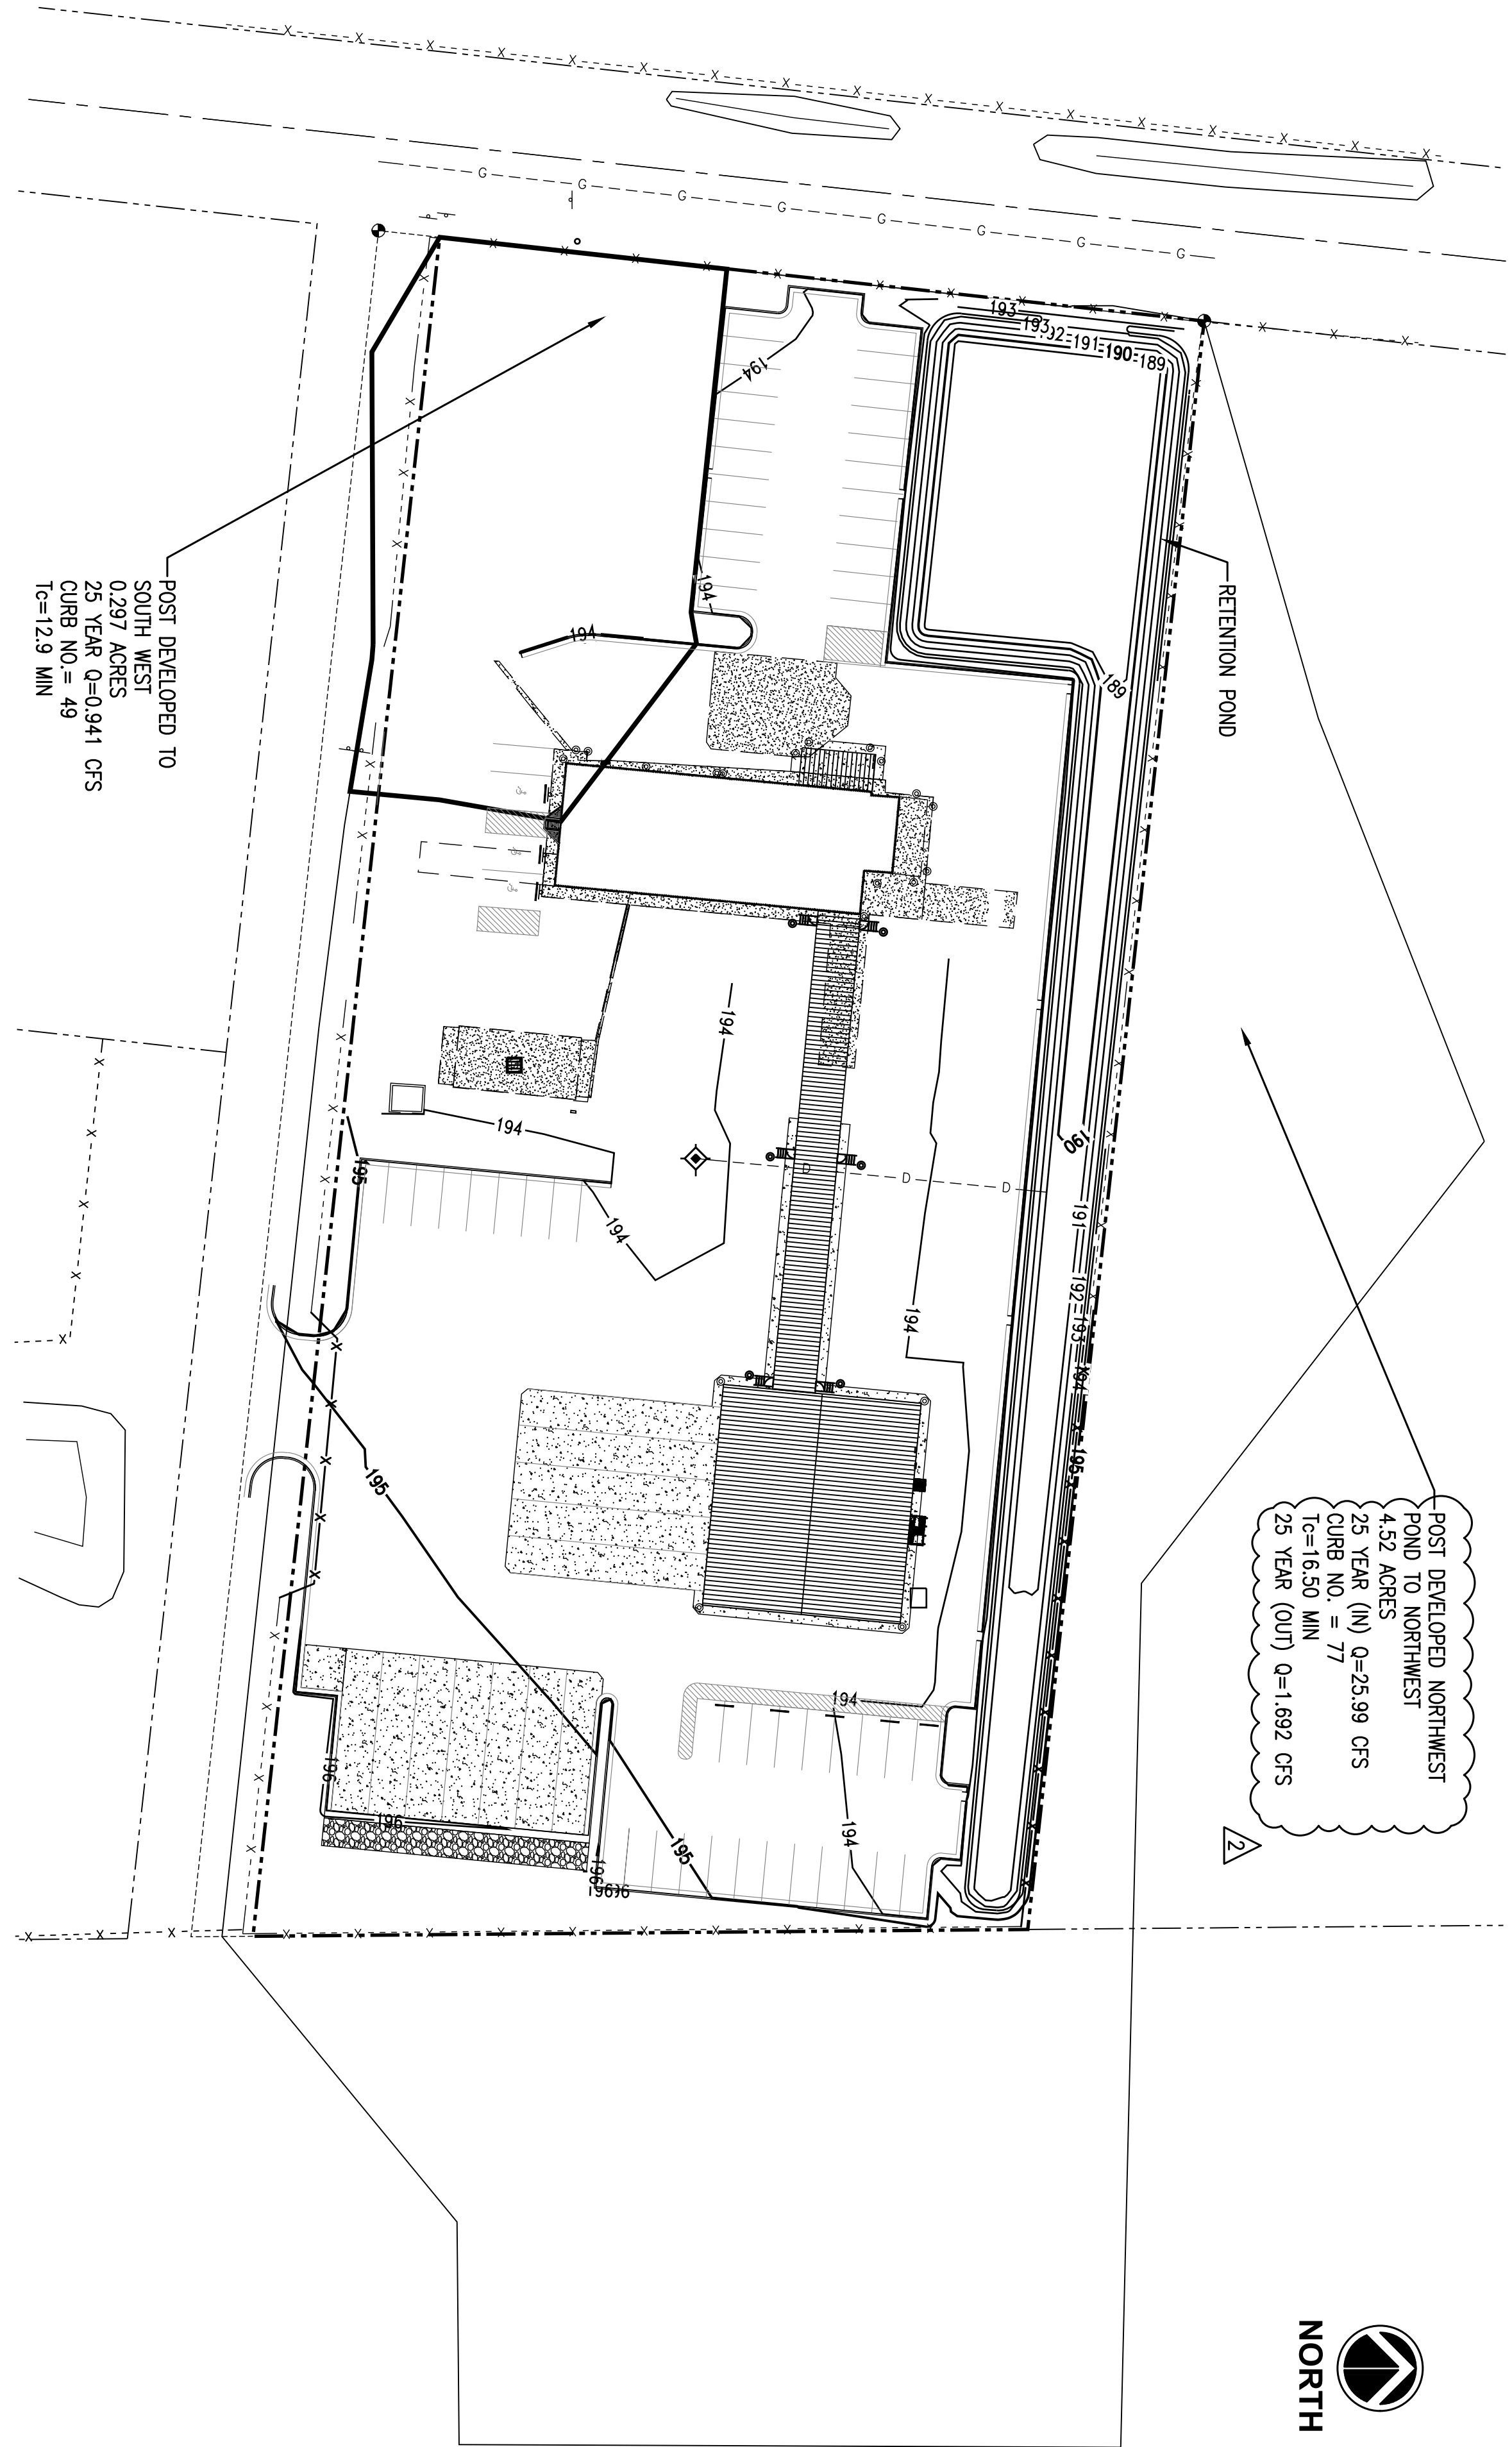 POST DEVELOPED NORTHWEST
POND TO NORTHWEST
4.52 ACRES
25 YEAR (IN) Q=25.99 CFS
CURB NO. = 77
Tc=16.50 MIN
25 YEAR (OUT) Q=1.692 CFS
2
NORTH
RETENTION POND
POST DEVELOPED TO
SOUTH WEST
0.297 ACRES
25 YEAR Q=0.941 CFS
CURB NO.= 49
Tc=12.9 MIN
X X X X X X X X X X X X X X X X X
G G G G G G G G
193
193
191
190
189
189
190
191
192
193
194
195
194
194
194
194
194
194
194
D D D
195
195
194
194
195
196
196
196